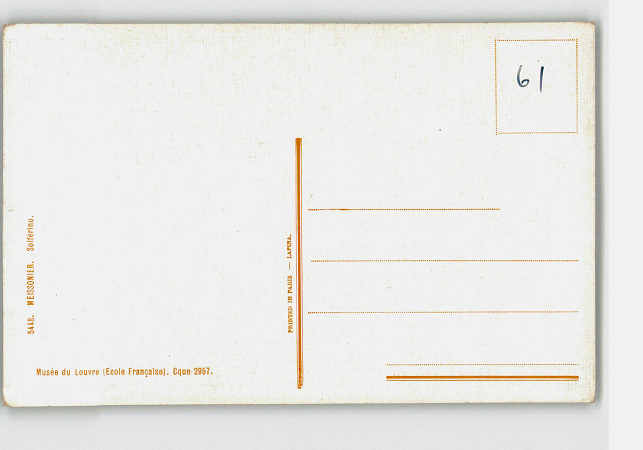 61
5448. MEISSONIER. Solférino.
PRINTED IN PARIS — LAPINA.
Musée du Louvre (Ecole Française). Cque 2957.